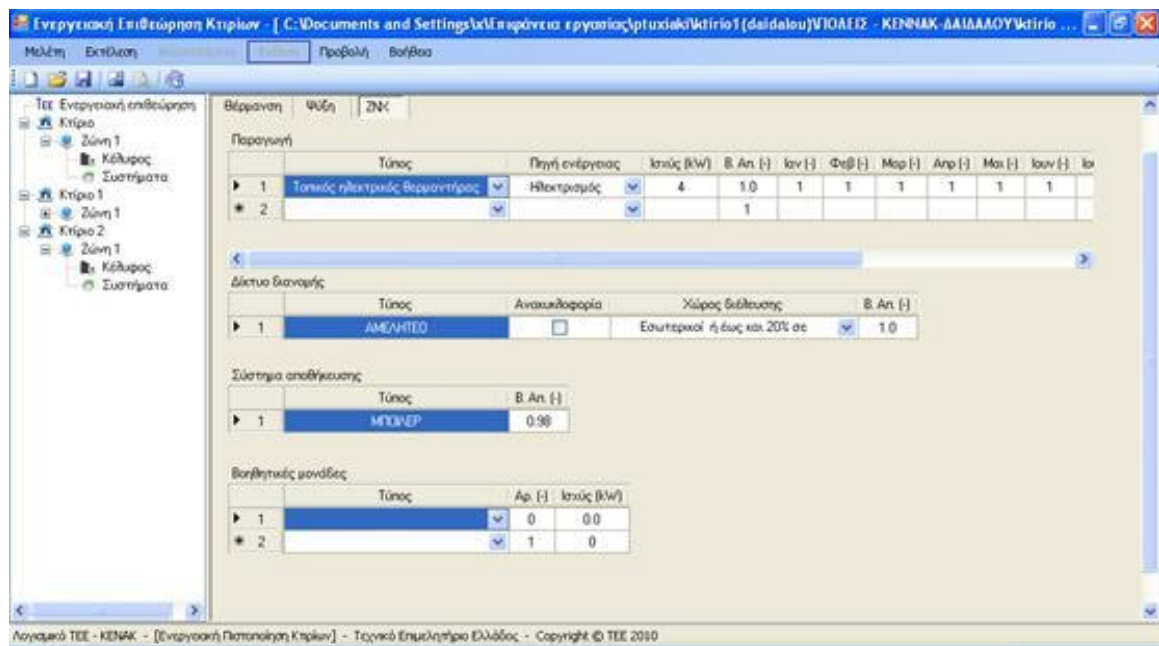 Ενεργειακή Επιθεώρηση Κτιρίων - [ C:\Documents and Settings\x\Επιφάνεια εργασίας\ptuxiaki\ktirio1(daidalou)\ - ΚΕΝΝΑΚ-ΔΑΙΔΑΛΟΥ\ktirio ...
Μελέτη Εκτέλεση Προβολή Βοήθεια
ΤΕΕ Ενεργειακή επιθεώρηση
Κτίριο
Ζώνη 1
Κέλυφος
Συστήματα
Κτίριο 1
Ζώνη 1
Κτίριο 2
Ζώνη 1
Κέλυφος
Συστήματα
Θέρμανση Ψύξη ΖΝΧ
Παραγωγή
Τύπος Πηγή ενέργειας Ισχύς (kW) Β. Απ. [-] Ιαν [-] Φεβ [-] Μαρ [-] Απρ [-] Μαι [-] Ιουν [-] Ιου
1 Τοπικός ηλεκτρικός θερμαντήρας Ηλεκτρισμός 4 1.0 1 1 1 1 1 1
2 1
Δίκτυο διανομής
Τύπος Ανακυκλοφορία Χώρος διέλευσης Β. Απ. [-]
1 ΑΜΕΛΗΤΕΟ Εσωτερικοί ή έως και 20% σε 1.0
Σύστημα αποθήκευσης
Τύπος Β. Απ. [-]
1 ΜΠΟΙΛΕΡ 0.98
Βοηθητικές μονάδες
Τύπος Αρ. [-] Ισχύς (kW)
1 0 0.0
2 1 0
Λογισμικό ΤΕΕ - ΚΕΝΑΚ - [Ενεργειακή Πιστοποίηση Κτιρίων] - Τεχνικό Επιμελητήριο Ελλάδος - Copyright © ΤΕΕ 2010